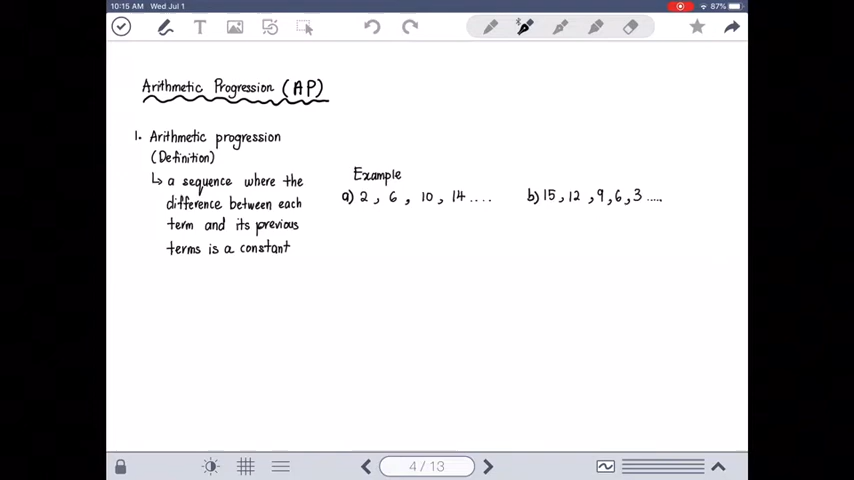 10:15 AM Wed Jul 1
87%
T
Arithmetic Progression (AP)
1. Arithmetic progression
(Definition)
↳ a sequence where the
difference between each
term and its previous
terms is a constant
Example
a) 2 , 6 , 10 , 14 ....
b) 15 , 12 , 9 , 6 , 3 .....
4 / 13